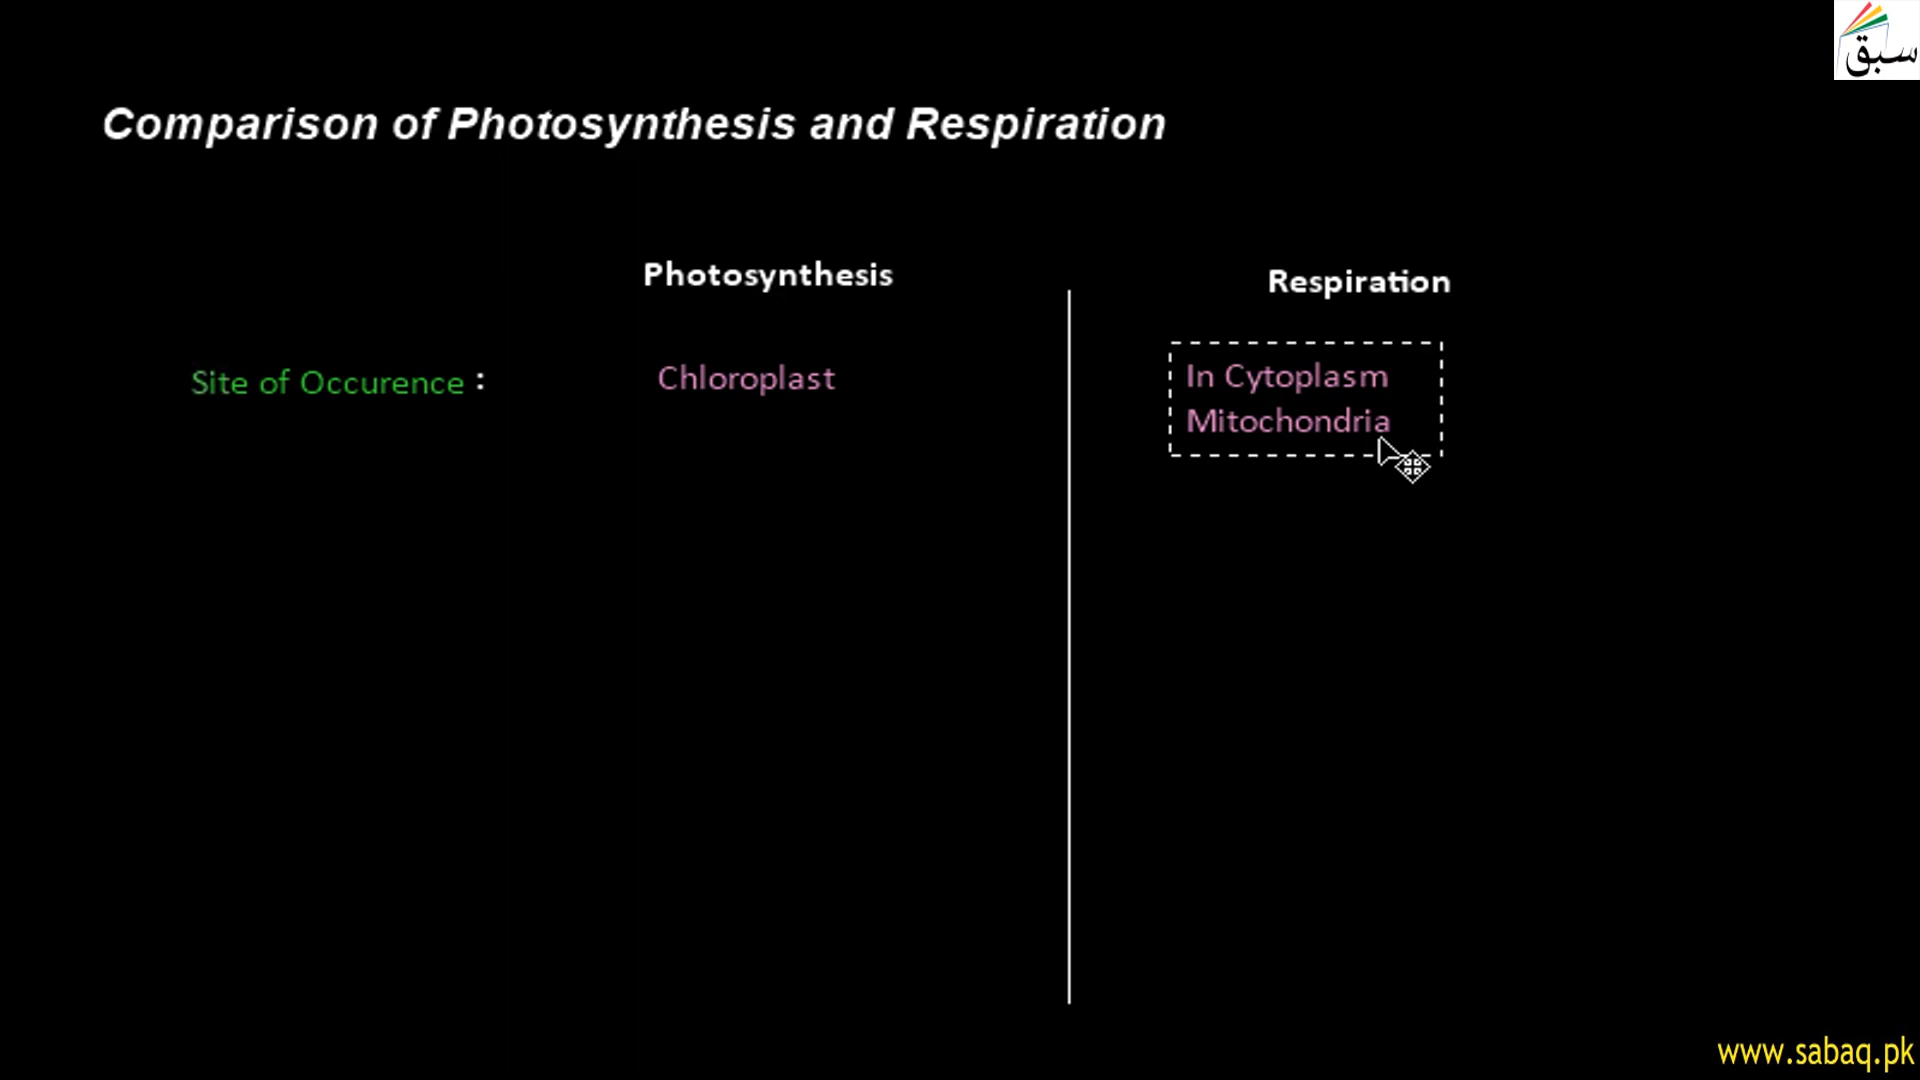 سبق
Comparison of Photosynthesis and Respiration
Photosynthesis
Respiration
Site of Occurence :
Chloroplast
In Cytoplasm
Mitochondria
www.sabaq.pk